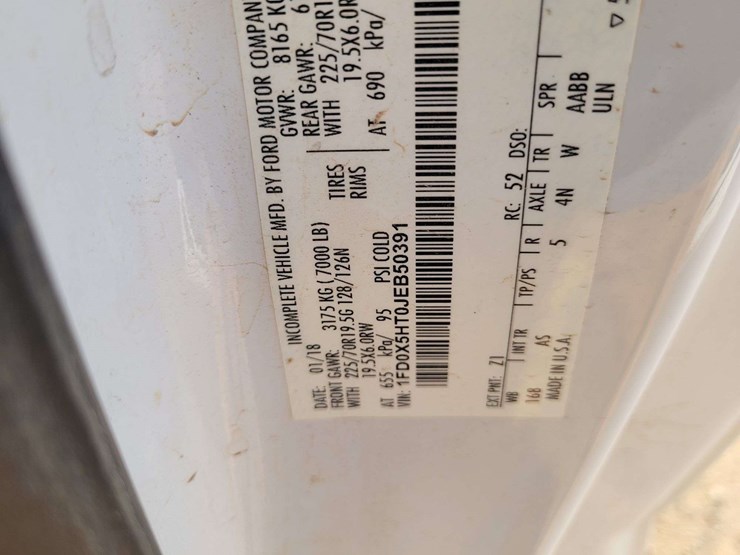 INCOMPLETE VEHICLE MFD. BY FORD MOTOR COMPAN
DATE: 01/18 GVWR: 8165 KG
FRONT GAWR: 3175 KG (7000 LB) REAR GAWR: 6
WITH 225/70R19.5G 128/126N TIRES WITH 225/70R1
19.5X6.0RW RIMS 19.5X6.0R
AT 655 kPa/ 95 PSI COLD AT 690 kPa/
VIN: 1FD0X5HT0JEB50391
EXT PNT: Z1 RC: 52 DSO:
WB INT TR TP/PS R AXLE TR SPR
168 AS 5 4N W AABB
MADE IN U.S.A. ULN